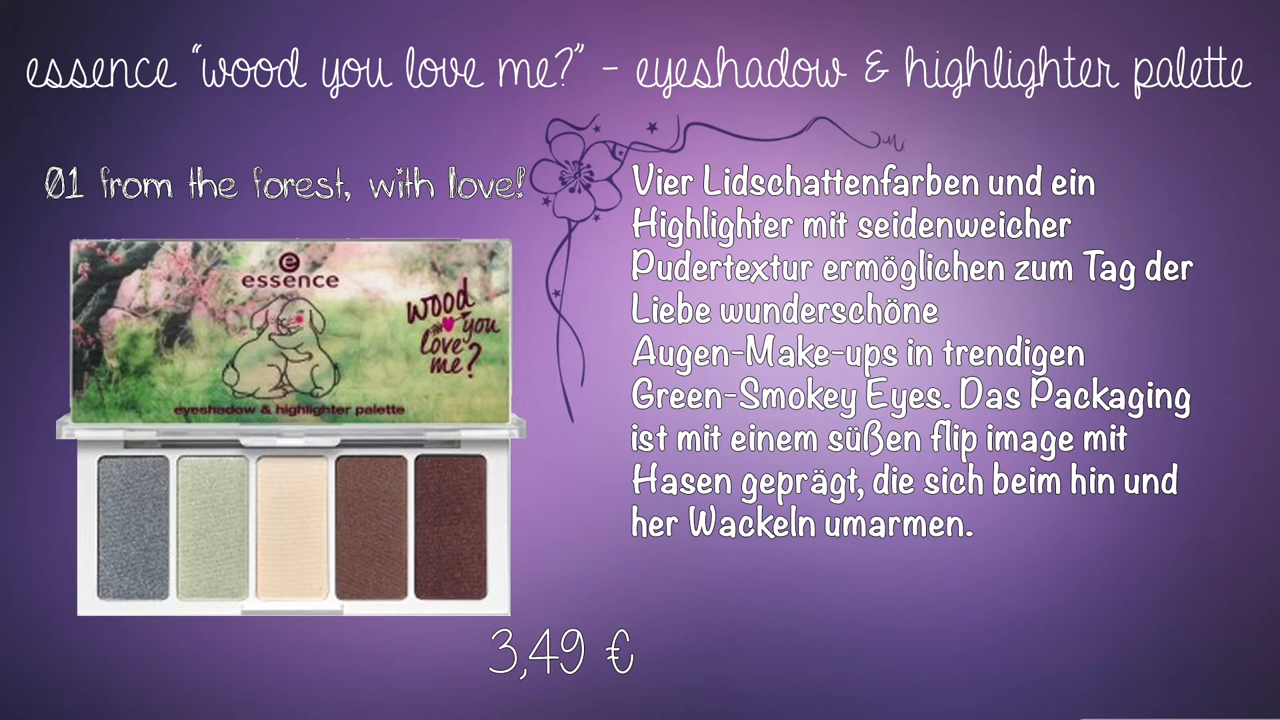 essence “wood you love me?” - eyeshadow & highlighter palette
01 from the forest, with love!
Vier Lidschattenfarben und ein
Highlighter mit seidenweicher
Pudertextur ermöglichen zum Tag der
Liebe wunderschöne
Augen-Make-ups in trendigen
Green-Smokey Eyes. Das Packaging
ist mit einem süßen flip image mit
Hasen geprägt, die sich beim hin und
her Wackeln umarmen.
e
essence
wood
you
love
me?
eyeshadow & highlighter palette
3,49 €